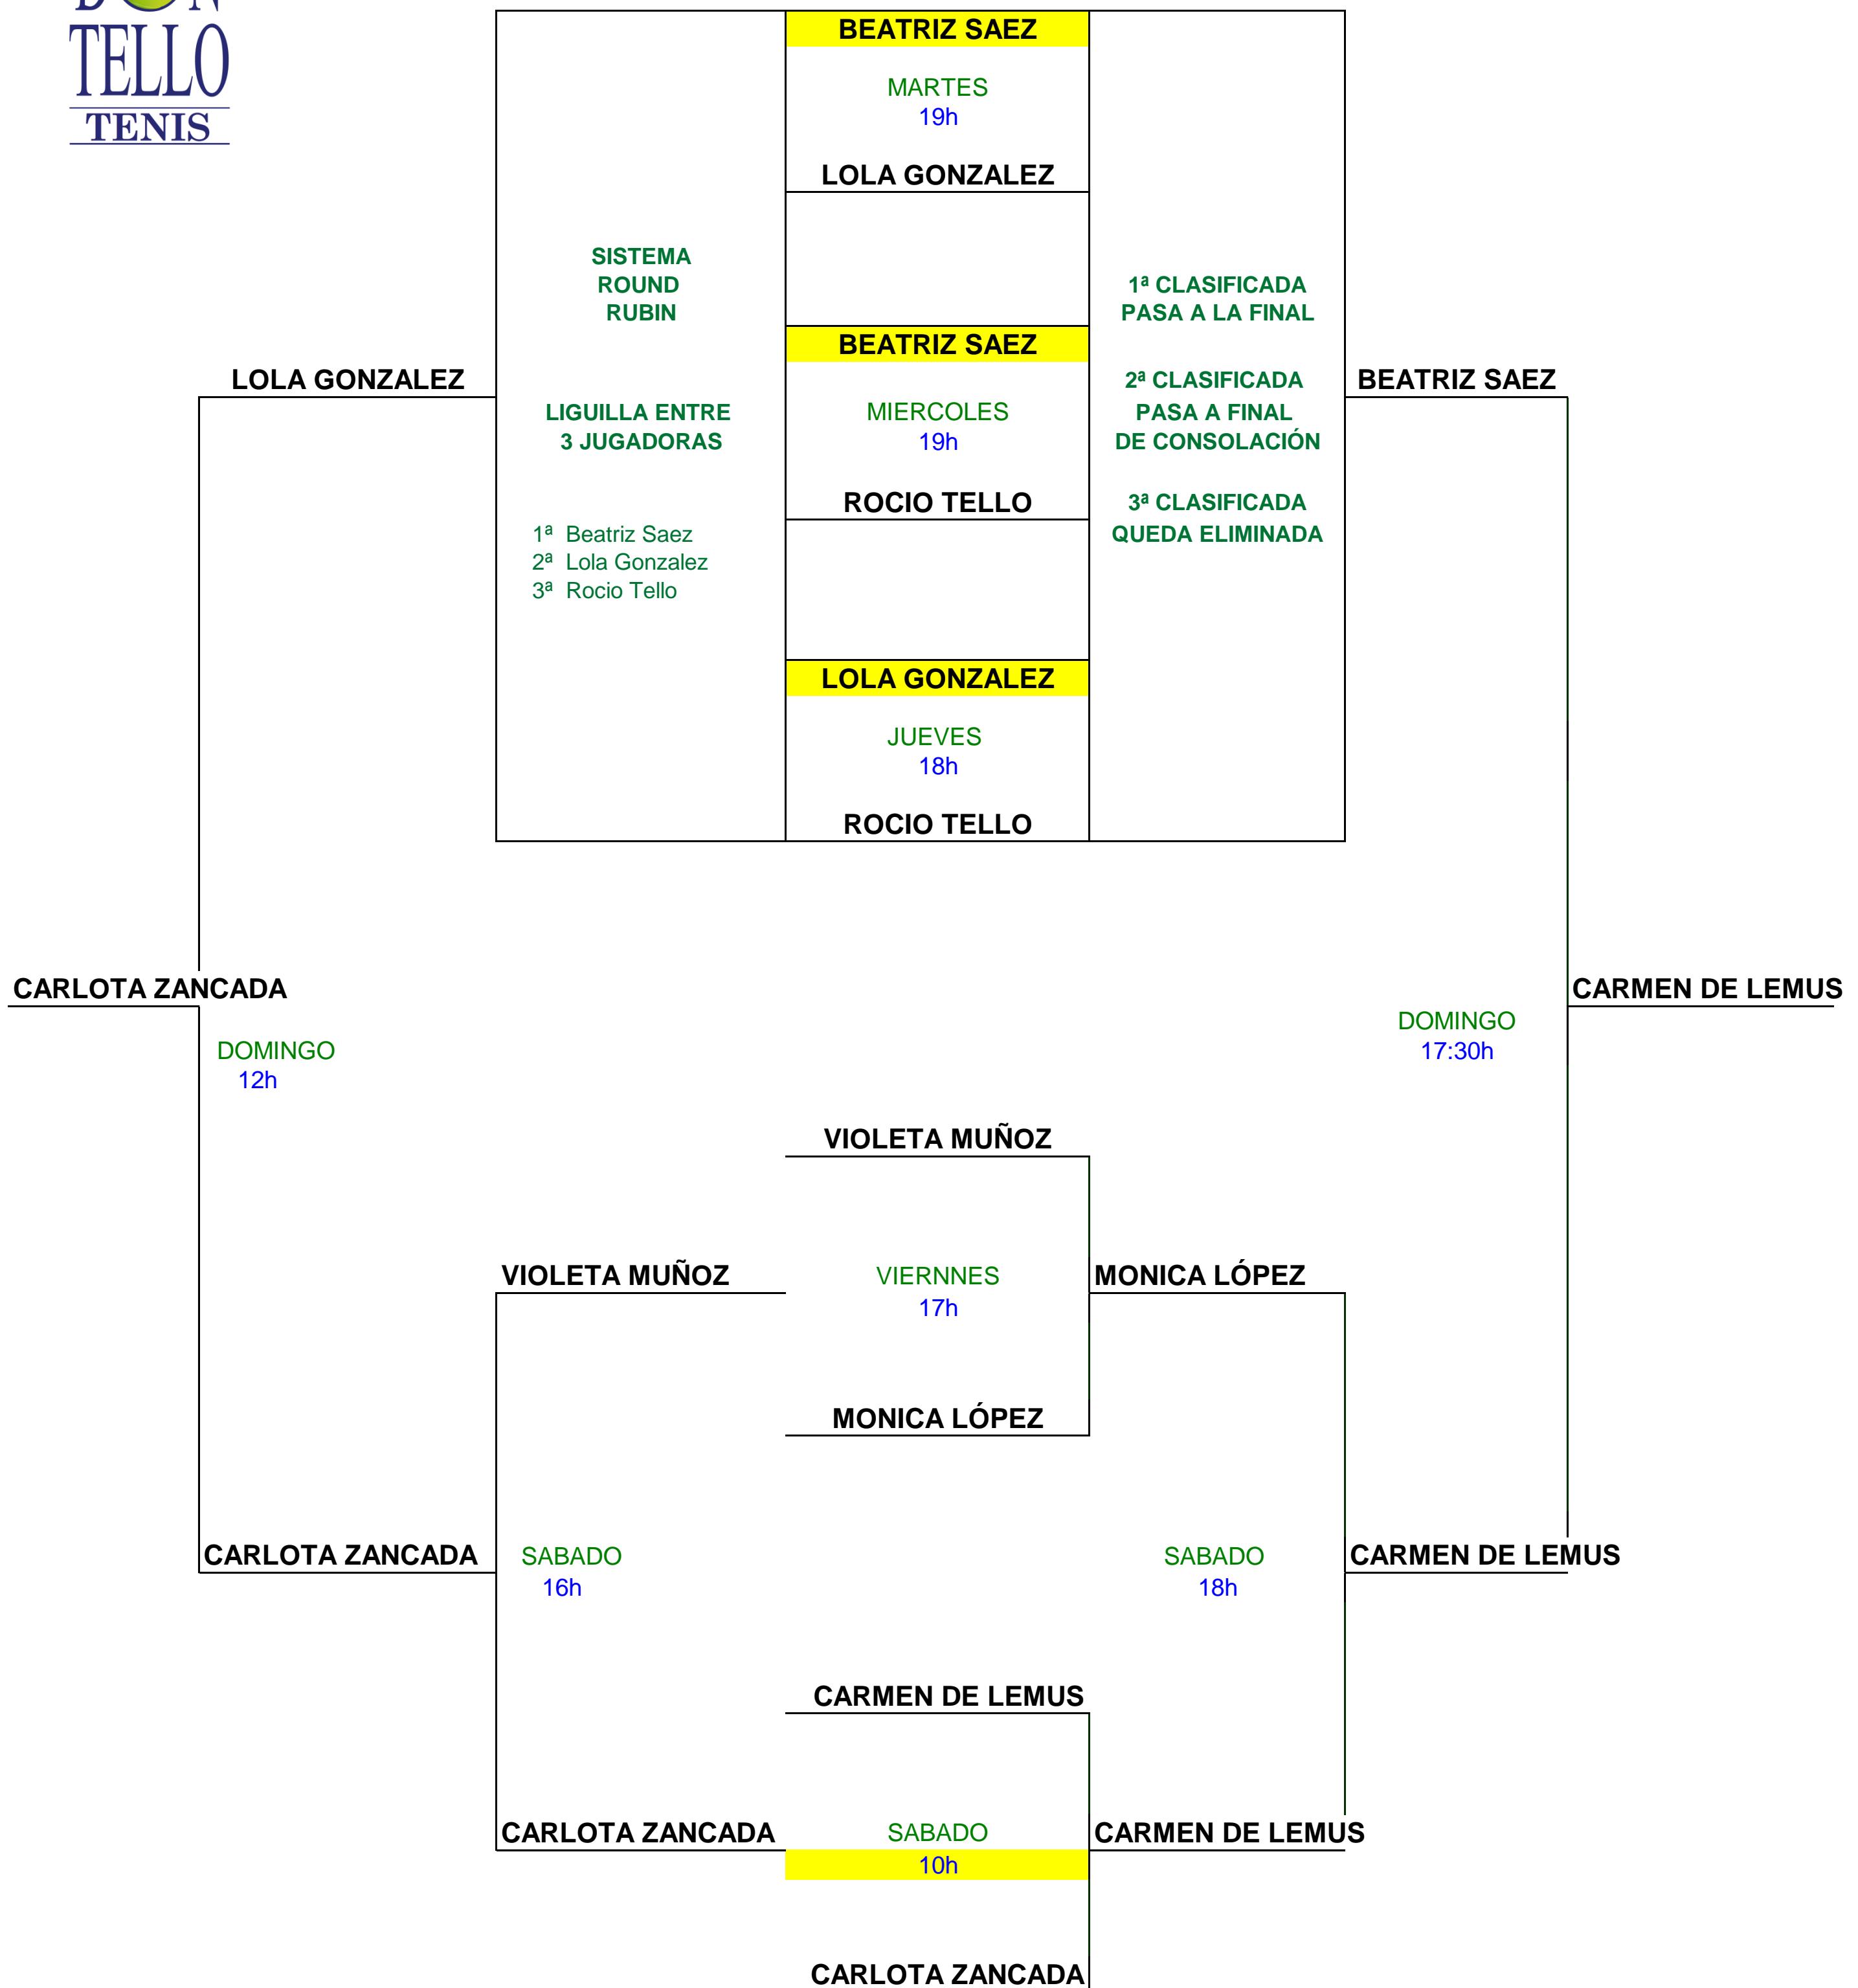 TELLO
TENIS
BEATRIZ SAEZ
MARTES
19h
LOLA GONZALEZ
SISTEMA
ROUND
RUBIN
LIGUILLA ENTRE
3 JUGADORAS
1ª Beatriz Saez
2ª Lola Gonzalez
3ª Rocio Tello
BEATRIZ SAEZ
MIERCOLES
19h
ROCIO TELLO
LOLA GONZALEZ
JUEVES
18h
ROCIO TELLO
1ª CLASIFICADA
PASA A LA FINAL
2ª CLASIFICADA
PASA A FINAL
DE CONSOLACIÓN
3ª CLASIFICADA
QUEDA ELIMINADA
LOLA GONZALEZ
BEATRIZ SAEZ
CARLOTA ZANCADA
DOMINGO
12h
CARMEN DE LEMUS
DOMINGO
17:30h
VIOLETA MUÑOZ
VIOLETA MUÑOZ
VIERNNES
17h
MONICA LÓPEZ
MONICA LÓPEZ
CARLOTA ZANCADA
SABADO
16h
SABADO
18h
CARMEN DE LEMUS
CARMEN DE LEMUS
CARLOTA ZANCADA
SABADO
10h
CARMEN DE LEMUS
CARLOTA ZANCADA